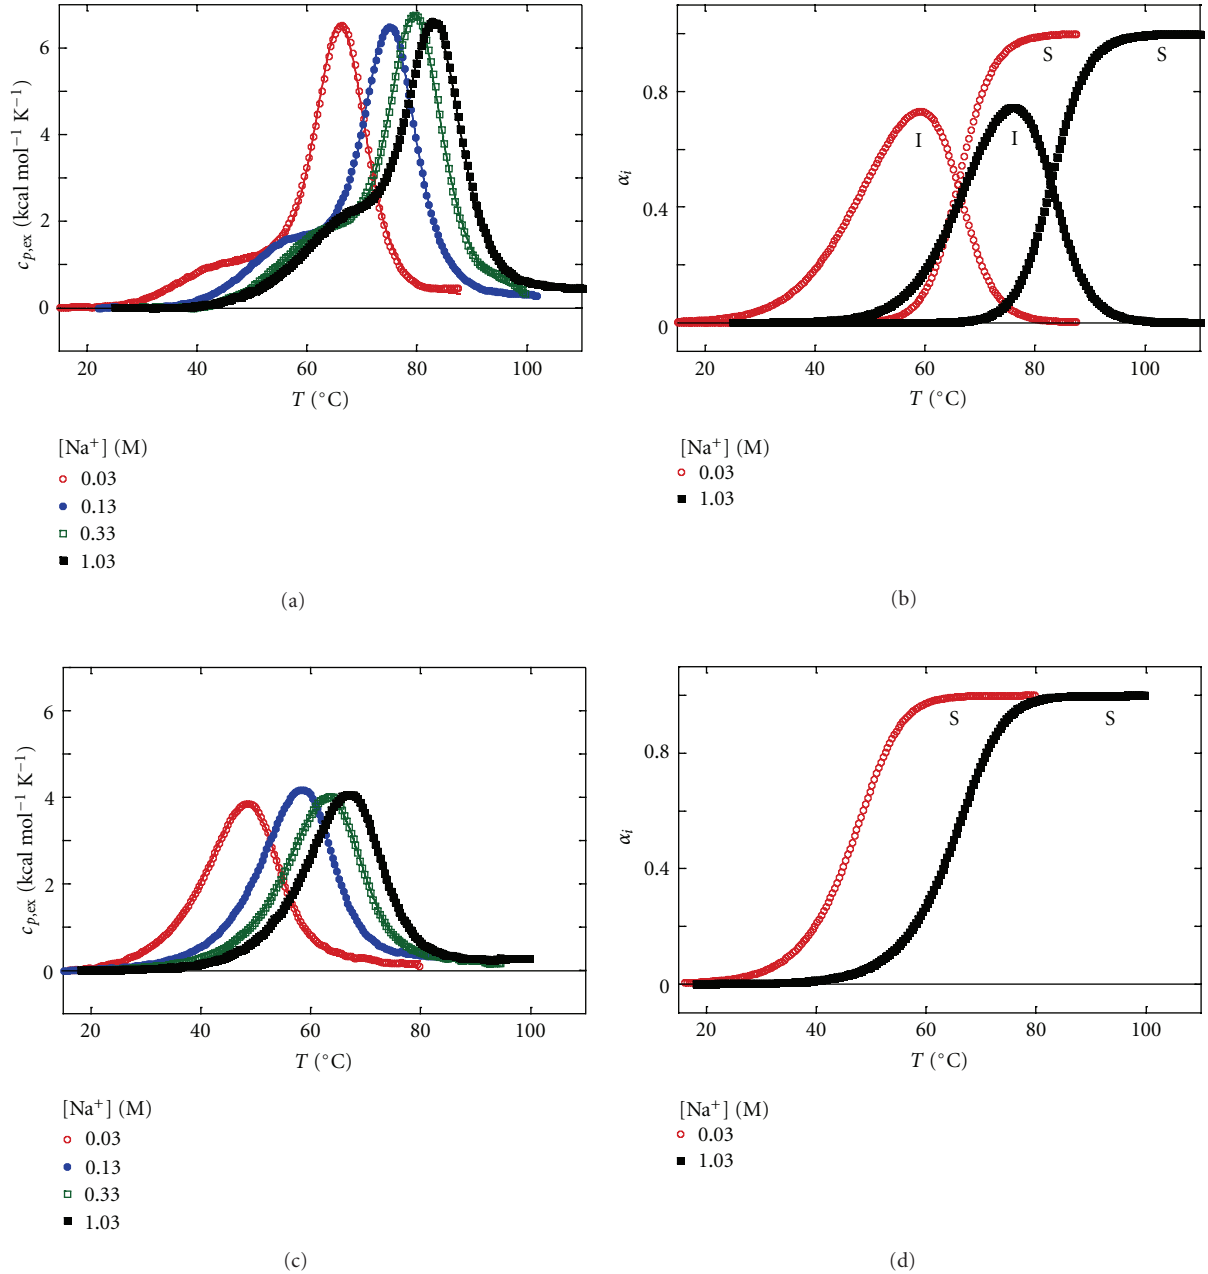 6
4
2
0
c_{p,ex} (kcal mol⁻¹ K⁻¹)
20 40 60 80 100
T (°C)
[Na⁺] (M)
0.03
0.13
0.33
1.03
(a)
0.8
0.4
0
α_i
I
I
S
S
20 40 60 80 100
T (°C)
[Na⁺] (M)
0.03
1.03
(b)
6
4
2
0
c_{p,ex} (kcal mol⁻¹ K⁻¹)
20 40 60 80 100
T (°C)
[Na⁺] (M)
0.03
0.13
0.33
1.03
(c)
0.8
0.4
0
α_i
S
S
20 40 60 80 100
T (°C)
[Na⁺] (M)
0.03
1.03
(d)